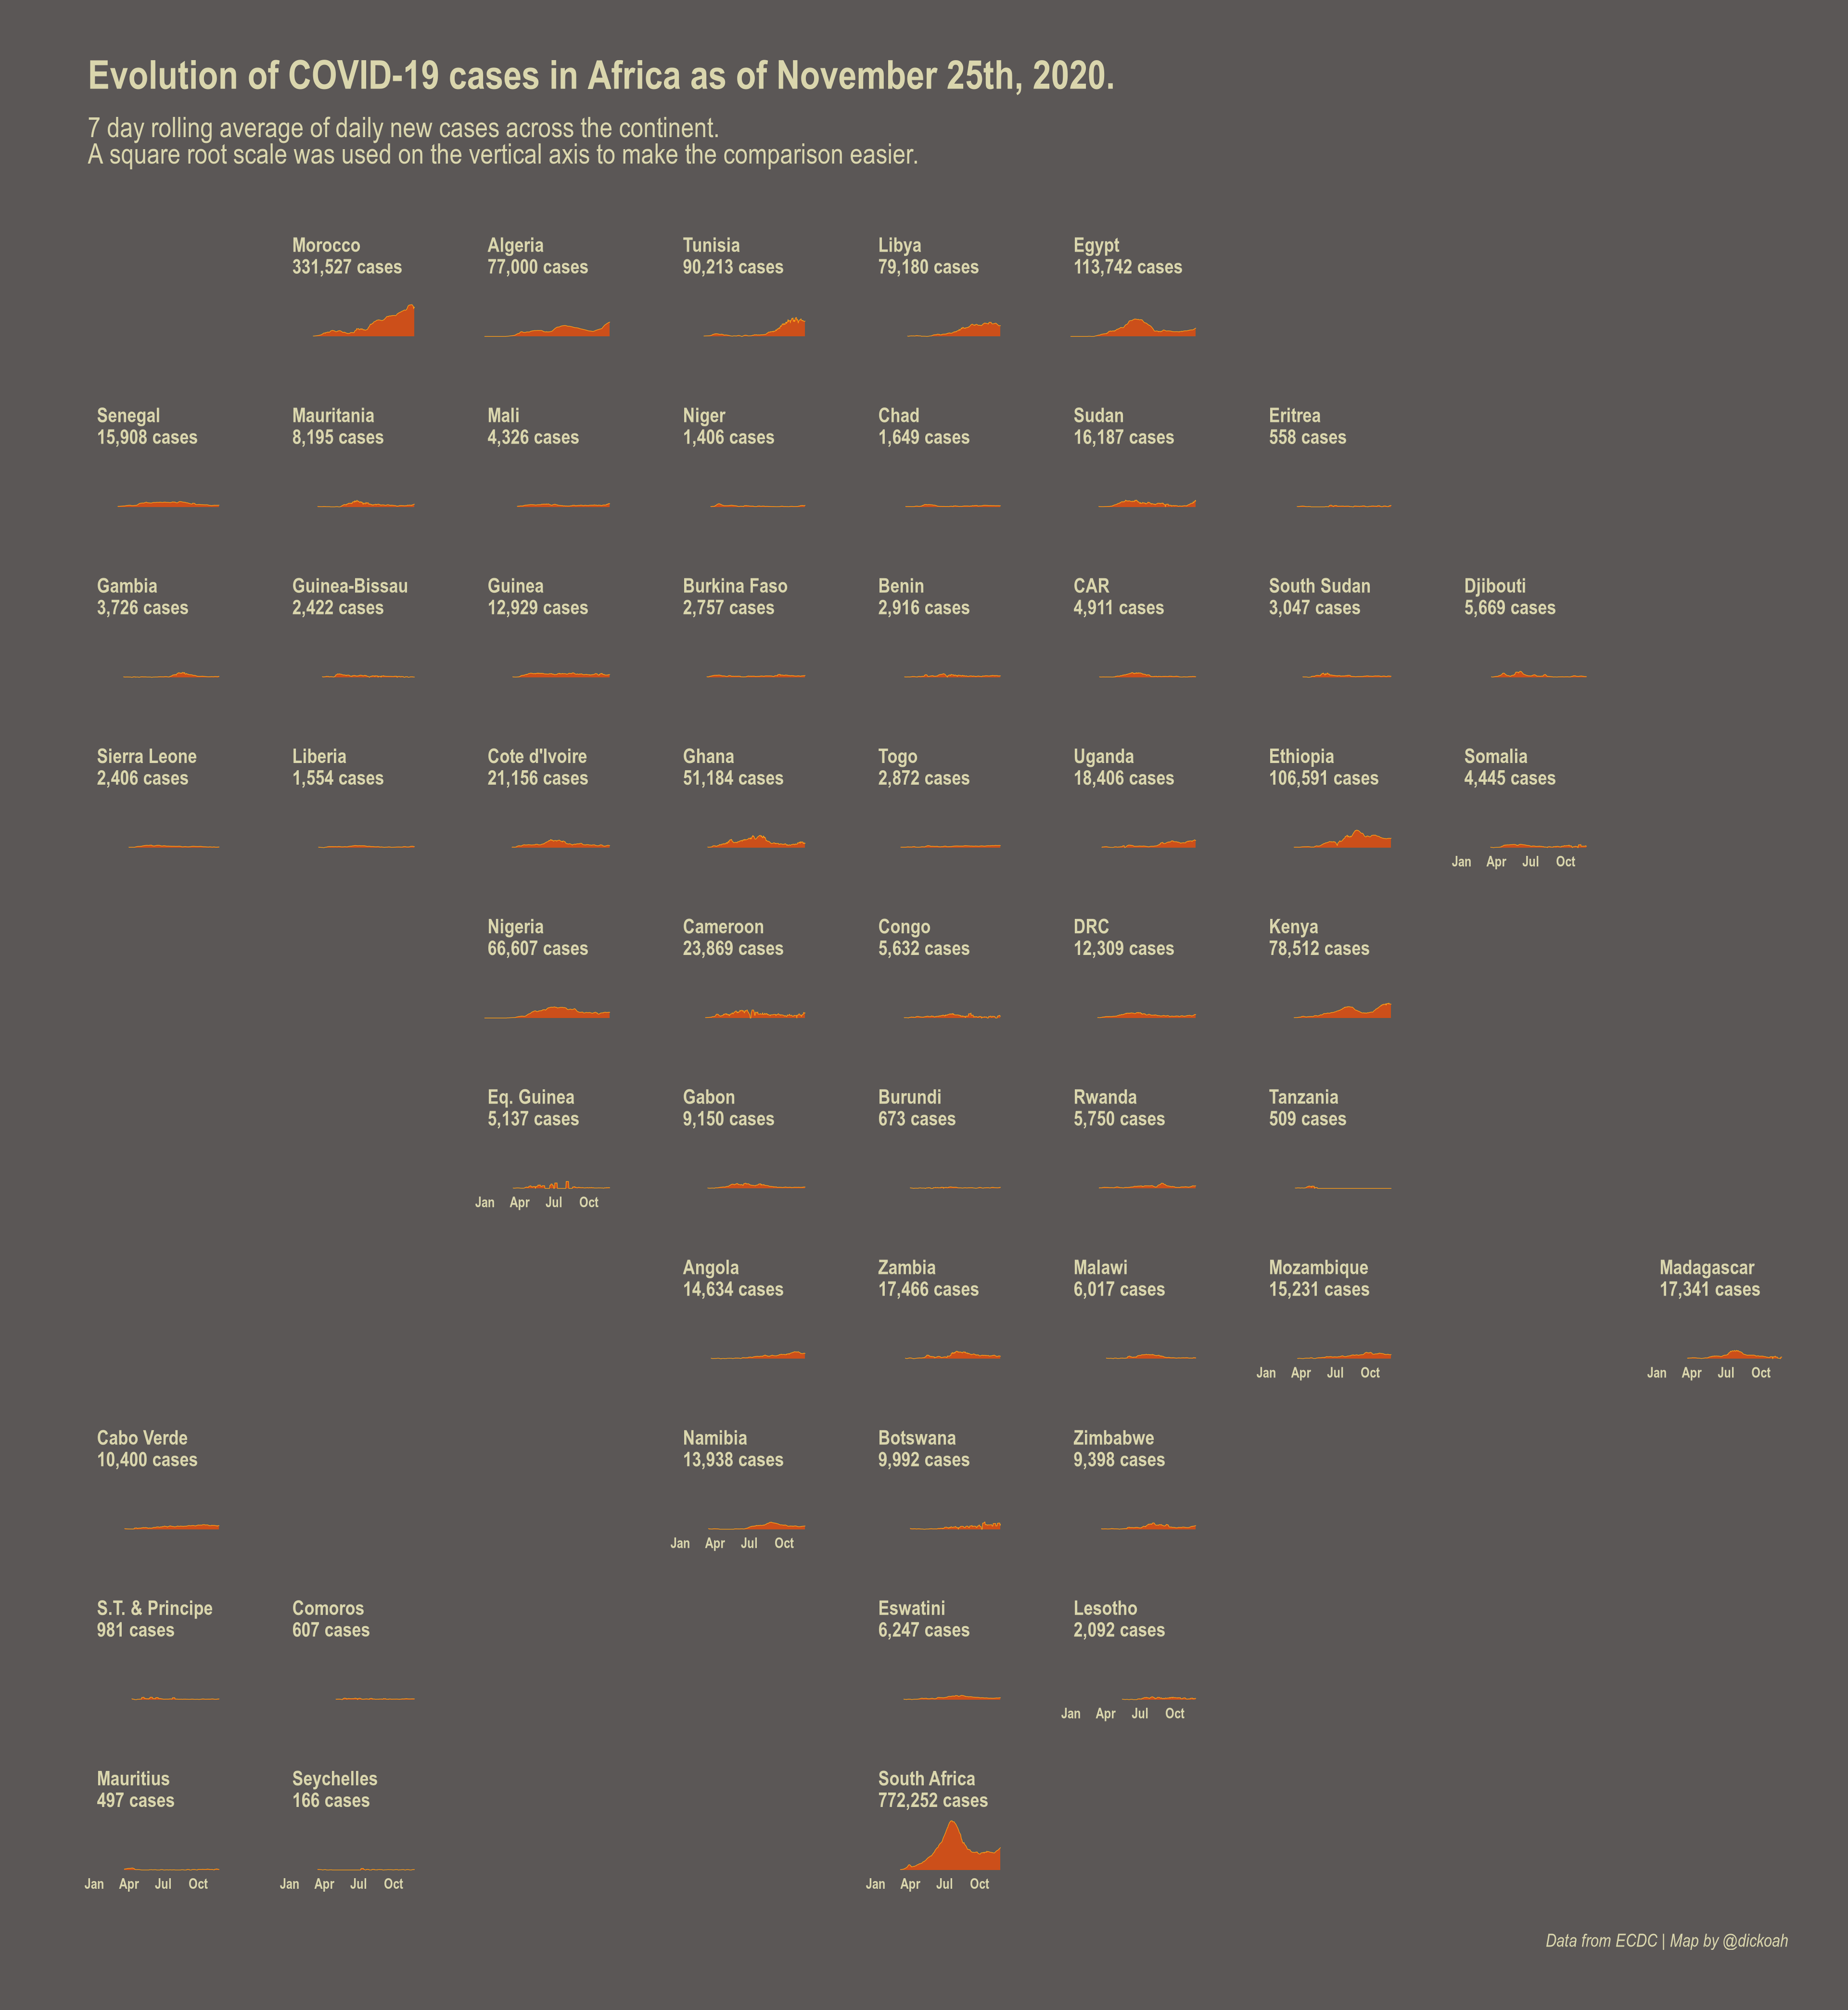 Evolution of COVID-19 cases in Africa as of November 25th, 2020.
7 day rolling average of daily new cases across the continent.
A square root scale was used on the vertical axis to make the comparison easier.
Morocco
331,527 cases
Algeria
77,000 cases
Tunisia
90,213 cases
Libya
79,180 cases
Egypt
113,742 cases
Senegal
15,908 cases
Mauritania
8,195 cases
Mali
4,326 cases
Niger
1,406 cases
Chad
1,649 cases
Sudan
16,187 cases
Eritrea
558 cases
Gambia
3,726 cases
Guinea-Bissau
2,422 cases
Guinea
12,929 cases
Burkina Faso
2,757 cases
Benin
2,916 cases
CAR
4,911 cases
South Sudan
3,047 cases
Djibouti
5,669 cases
Sierra Leone
2,406 cases
Liberia
1,554 cases
Cote d'Ivoire
21,156 cases
Ghana
51,184 cases
Togo
2,872 cases
Uganda
18,406 cases
Ethiopia
106,591 cases
Somalia
4,445 cases
Jan Apr Jul Oct
Nigeria
66,607 cases
Cameroon
23,869 cases
Congo
5,632 cases
DRC
12,309 cases
Kenya
78,512 cases
Eq. Guinea
5,137 cases
Jan Apr Jul Oct
Gabon
9,150 cases
Burundi
673 cases
Rwanda
5,750 cases
Tanzania
509 cases
Angola
14,634 cases
Zambia
17,466 cases
Malawi
6,017 cases
Mozambique
15,231 cases
Jan Apr Jul Oct
Madagascar
17,341 cases
Jan Apr Jul Oct
Cabo Verde
10,400 cases
Namibia
13,938 cases
Jan Apr Jul Oct
Botswana
9,992 cases
Zimbabwe
9,398 cases
S.T. & Principe
981 cases
Comoros
607 cases
Eswatini
6,247 cases
Lesotho
2,092 cases
Jan Apr Jul Oct
Mauritius
497 cases
Jan Apr Jul Oct
Seychelles
166 cases
Jan Apr Jul Oct
South Africa
772,252 cases
Jan Apr Jul Oct
Data from ECDC | Map by @dickoah